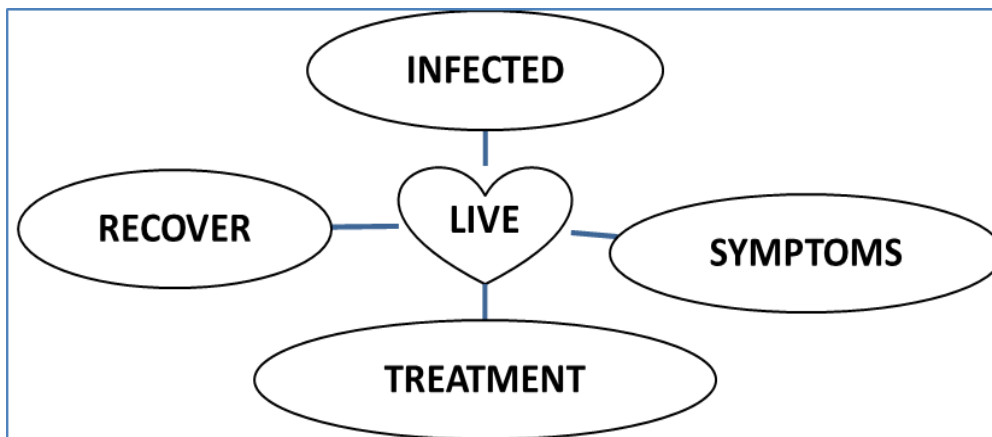 INFECTED
RECOVER
LIVE
SYMPTOMS
TREATMENT